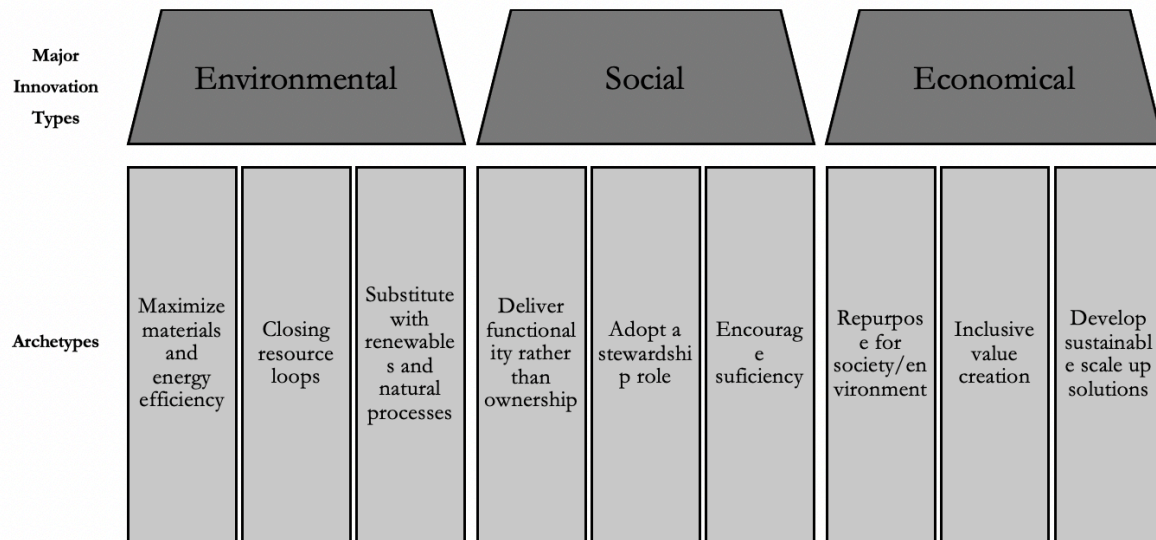 Major
Innovation
Types
Environmental
Social
Economical
Archetypes
Maximize
materials
and
energy
efficiency
Closing
resource
loops
Substitute
with
renewable
s and
natural
processes
Deliver
functional
ity rather
than
ownership
Adopt a
stewardshi
p role
Encourag
e
suficiency
Repurpos
e for
society/en
vironment
Inclusive
value
creation
Develop
sustainabl
e scale up
solutions